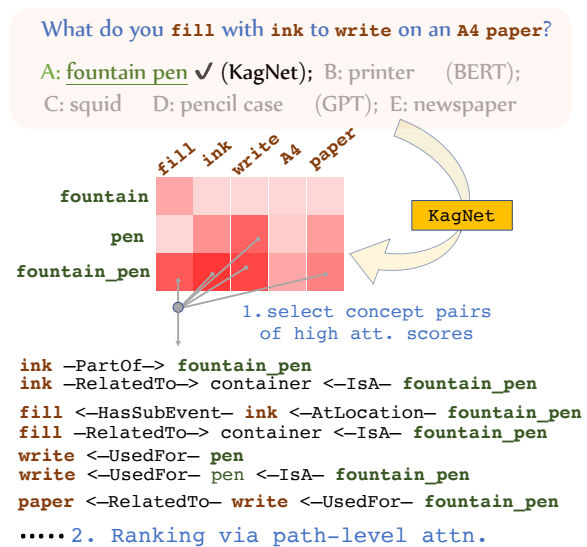 What do you fill with ink to write on an A4 paper?
A: fountain pen ✔ (KagNet); B: printer (BERT);
C: squid D: pencil case (GPT); E: newspaper
fill ink write A4 paper
fountain
pen
fountain_pen
KagNet
1. select concept pairs
of high att. scores
ink —PartOf—> fountain_pen
ink —RelatedTo—> container <—IsA— fountain_pen
fill <—HasSubEvent— ink <—AtLocation— fountain_pen
fill —RelatedTo—> container <—IsA— fountain_pen
write <—UsedFor— pen
write <—UsedFor— pen <—IsA— fountain_pen
paper <—RelatedTo— write <—UsedFor— fountain_pen
..... 2. Ranking via path-level attn.